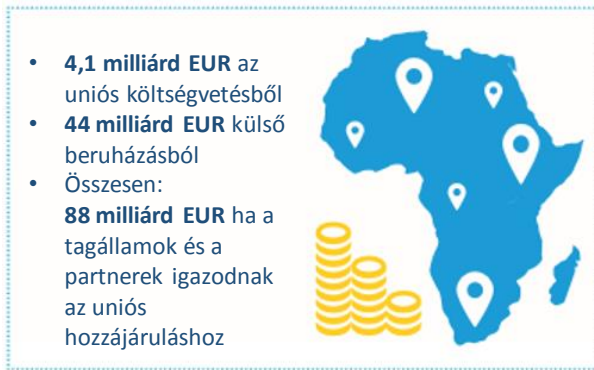 • 4,1 milliárd EUR az
uniós költségvetésből
• 44 milliárd EUR külső
beruházásból
• Összesen:
88 milliárd EUR ha a
tagállamok és a
partnerek igazodnak
az uniós
hozzájáruláshoz